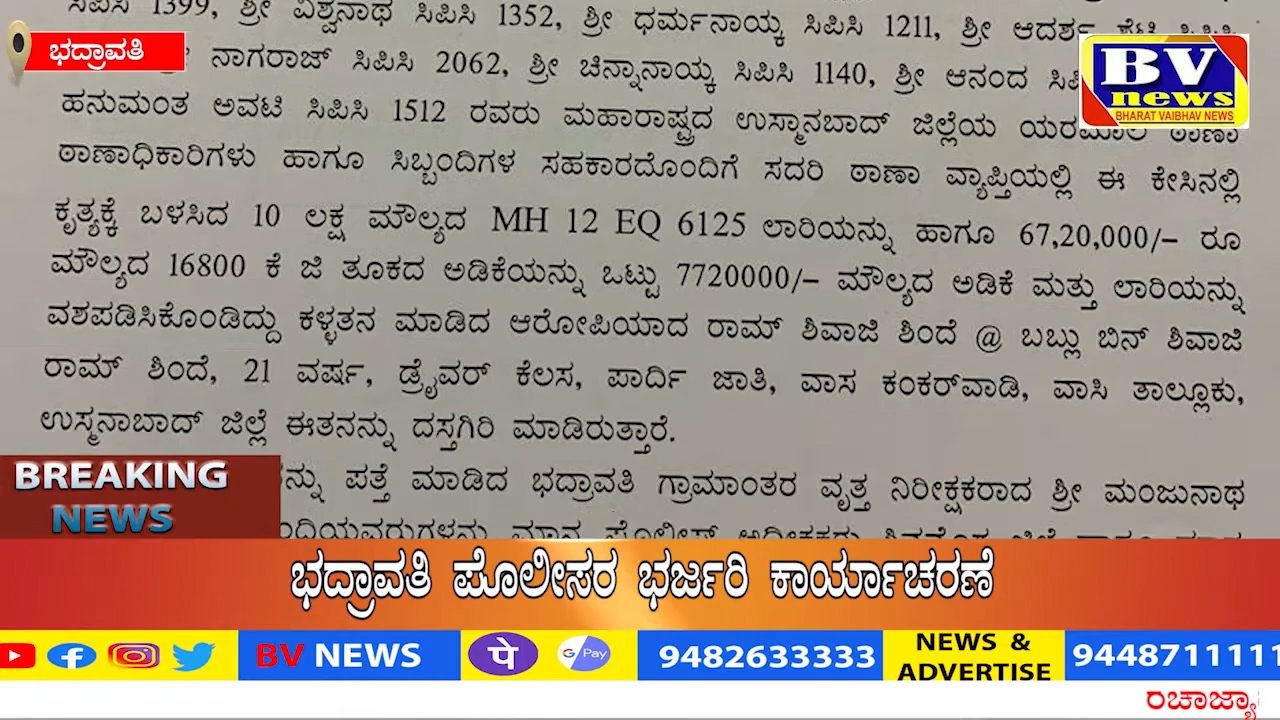 ಸಿಪಿಸಿ 1399, ಶ್ರೀ ವಿಶ್ವನಾಥ ಸಿಪಿಸಿ 1352, ಶ್ರೀ ಧರ್ಮನಾಯ್ಕ ಸಿಪಿಸಿ 1211, ಶ್ರೀ ಆದರ್ಶ
ಭದ್ರಾವತಿ
ನಾಗರಾಜ್ ಸಿಪಿಸಿ 2062, ಶ್ರೀ ಚಿನ್ನಾನಾಯ್ಕ ಸಿಪಿಸಿ 1140, ಶ್ರೀ ಆನಂದ
BV
news
BHARAT VAIBHAV NEWS
ಹನುಮಂತ ಅವಟಿ ಸಿಪಿಸಿ 1512 ರವರು ಮಹಾರಾಷ್ಟ್ರದ ಉಸ್ಮಾನಬಾದ್ ಜಿಲ್ಲೆಯ ಯರಮಾಲ ಠಾಣಾ
ಠಾಣಾಧಿಕಾರಿಗಳು ಹಾಗೂ ಸಿಬ್ಬಂದಿಗಳ ಸಹಕಾರದೊಂದಿಗೆ ಸದರಿ ಠಾಣಾ ವ್ಯಾಪ್ತಿಯಲ್ಲಿ ಈ ಕೇಸಿನಲ್ಲಿ
ಕೃತ್ಯಕ್ಕೆ ಬಳಸಿದ 10 ಲಕ್ಷ ಮೌಲ್ಯದ MH 12 EQ 6125 ಲಾರಿಯನ್ನು ಹಾಗೂ 67,20,000/– ರೂ
ಮೌಲ್ಯದ 16800 ಕೆ ಜಿ ತೂಕದ ಅಡಿಕೆಯನ್ನು ಒಟ್ಟು 7720000/– ಮೌಲ್ಯದ ಅಡಿಕೆ ಮತ್ತು ಲಾರಿಯನ್ನು
ವಶಪಡಿಸಿಕೊಂಡಿದ್ದು ಕಳ್ಳತನ ಮಾಡಿದ ಆರೋಪಿಯಾದ ರಾಮ್ ಶಿವಾಜಿ ಶಿಂದೆ @ ಬಬ್ಲು ಬಿನ್ ಶಿವಾಜಿ
ರಾಮ್ ಶಿಂದೆ, 21 ವರ್ಷ, ಡ್ರೈವರ್ ಕೆಲಸ, ಪಾರ್ದಿ ಜಾತಿ, ವಾಸ ಕಂಕರ್‌ವಾಡಿ, ವಾಸಿ ತಾಲ್ಲೂಕು,
ಉಸ್ಮನಾಬಾದ್ ಜಿಲ್ಲೆ ಈತನನ್ನು ದಸ್ತಗಿರಿ ಮಾಡಿರುತ್ತಾರೆ.
ಪತ್ತೆ ಮಾಡಿದ ಭದ್ರಾವತಿ ಗ್ರಾಮಾಂತರ ವೃತ್ತ ನಿರೀಕ್ಷಕರಾದ ಶ್ರೀ ಮಂಜುನಾಥ
BREAKING
NEWS
ಭದ್ರಾವತಿ ಪೊಲೀಸರ ಭರ್ಜರಿ ಕಾರ್ಯಾಚರಣೆ
BV NEWS
पे
G Pay
9482633333
NEWS &
ADVERTISE
9448711111